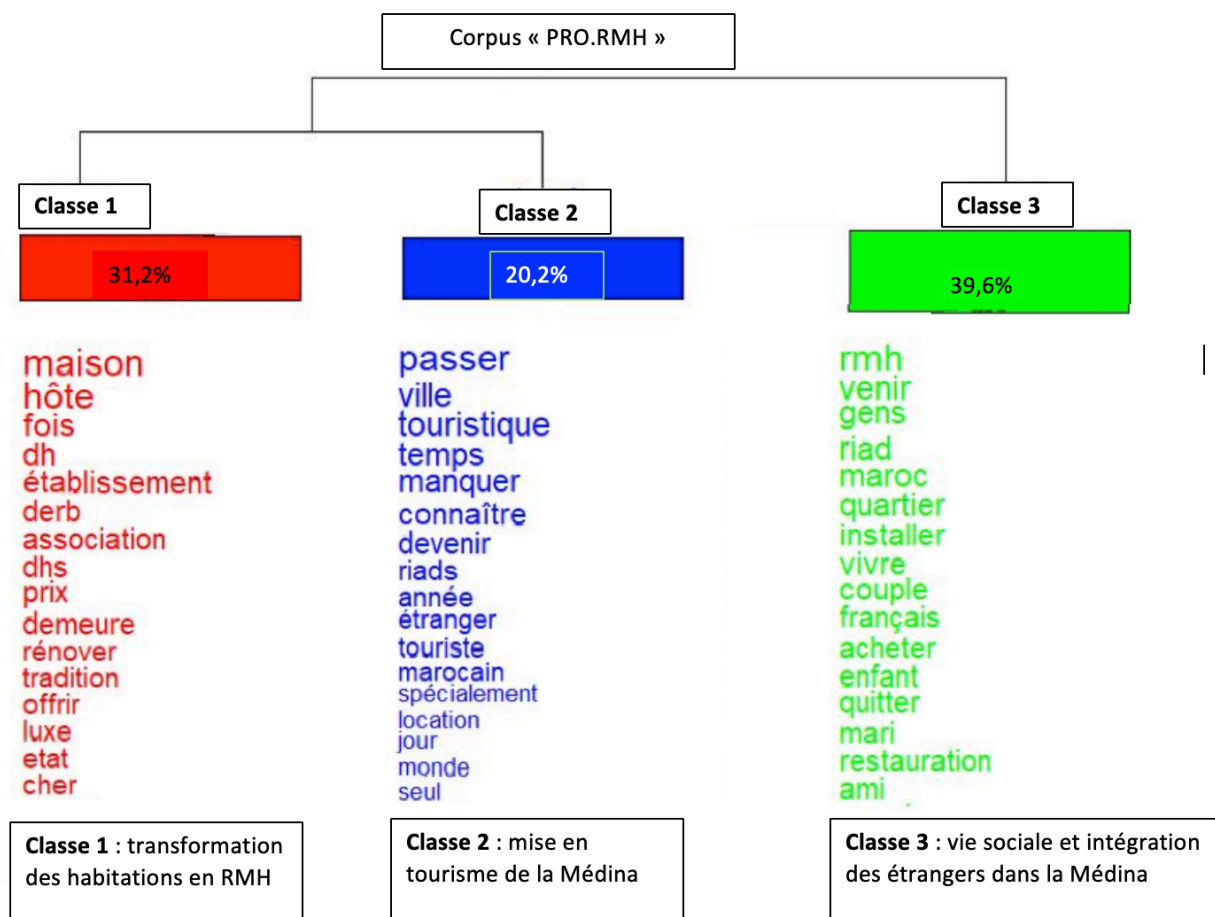 Corpus « PRO.RMH »
Classe 1
Classe 2
Classe 3
31,2%
20,2%
39,6%
maison
hôte
fois
dh
établissement
derb
association
dhs
prix
demeure
rénover
tradition
offrir
luxe
etat
cher
passer
ville
touristique
temps
manquer
connaître
devenir
riads
année
étranger
touriste
marocain
spécialement
location
jour
monde
seul
rmh
venir
gens
riad
maroc
quartier
installer
vivre
couple
français
acheter
enfant
quitter
mari
restauration
ami
Classe 1 : transformation
des habitations en RMH
Classe 2 : mise en
tourisme de la Médina
Classe 3 : vie sociale et intégration
des étrangers dans la Médina